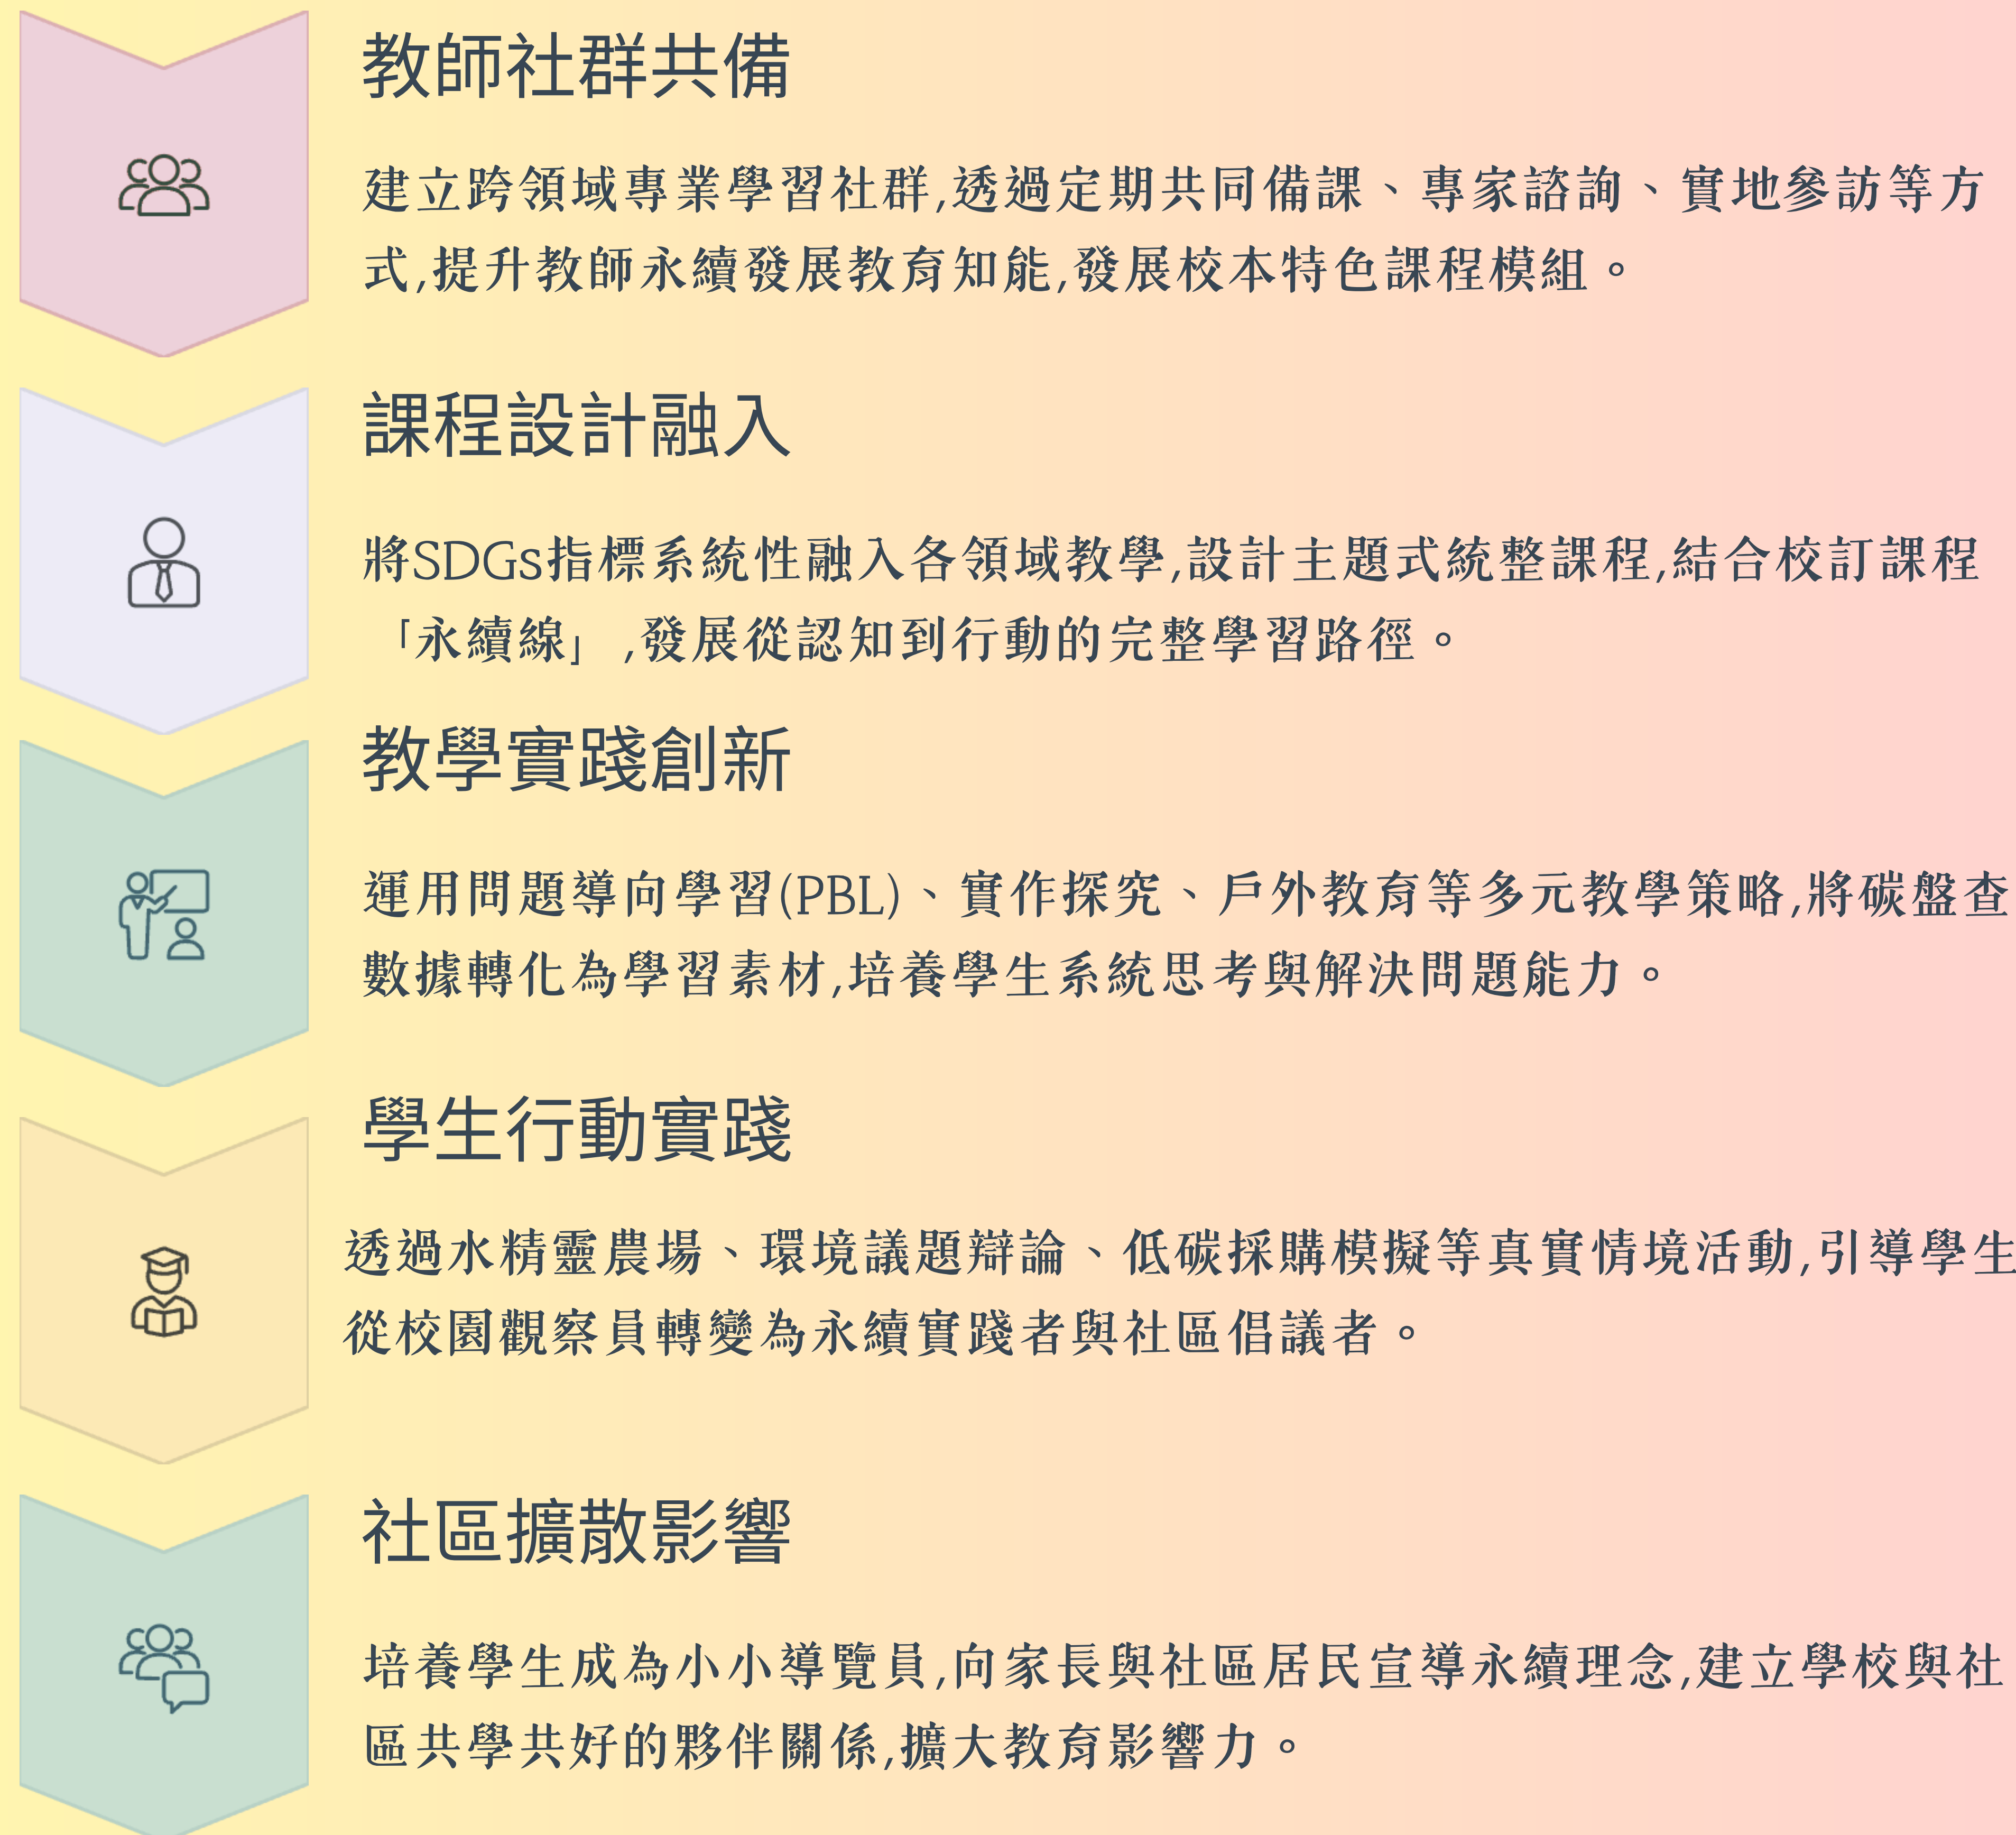 教師社群共備
建立跨領域專業學習社群,透過定期共同備課、專家諮詢、實地參訪等方
式,提升教師永續發展教育知能,發展校本特色課程模組。
課程設計融入
將SDGs指標系統性融入各領域教學,設計主題式統整課程,結合校訂課程
「永續線」,發展從認知到行動的完整學習路徑。
教學實踐創新
運用問題導向學習(PBL)、實作探究、戶外教育等多元教學策略,將碳盤查
數據轉化為學習素材,培養學生系統思考與解決問題能力。
學生行動實踐
透過水精靈農場、環境議題辯論、低碳採購模擬等真實情境活動,引導學生
從校園觀察員轉變為永續實踐者與社區倡議者。
社區擴散影響
培養學生成為小小導覽員,向家長與社區居民宣導永續理念,建立學校與社
區共學共好的夥伴關係,擴大教育影響力。